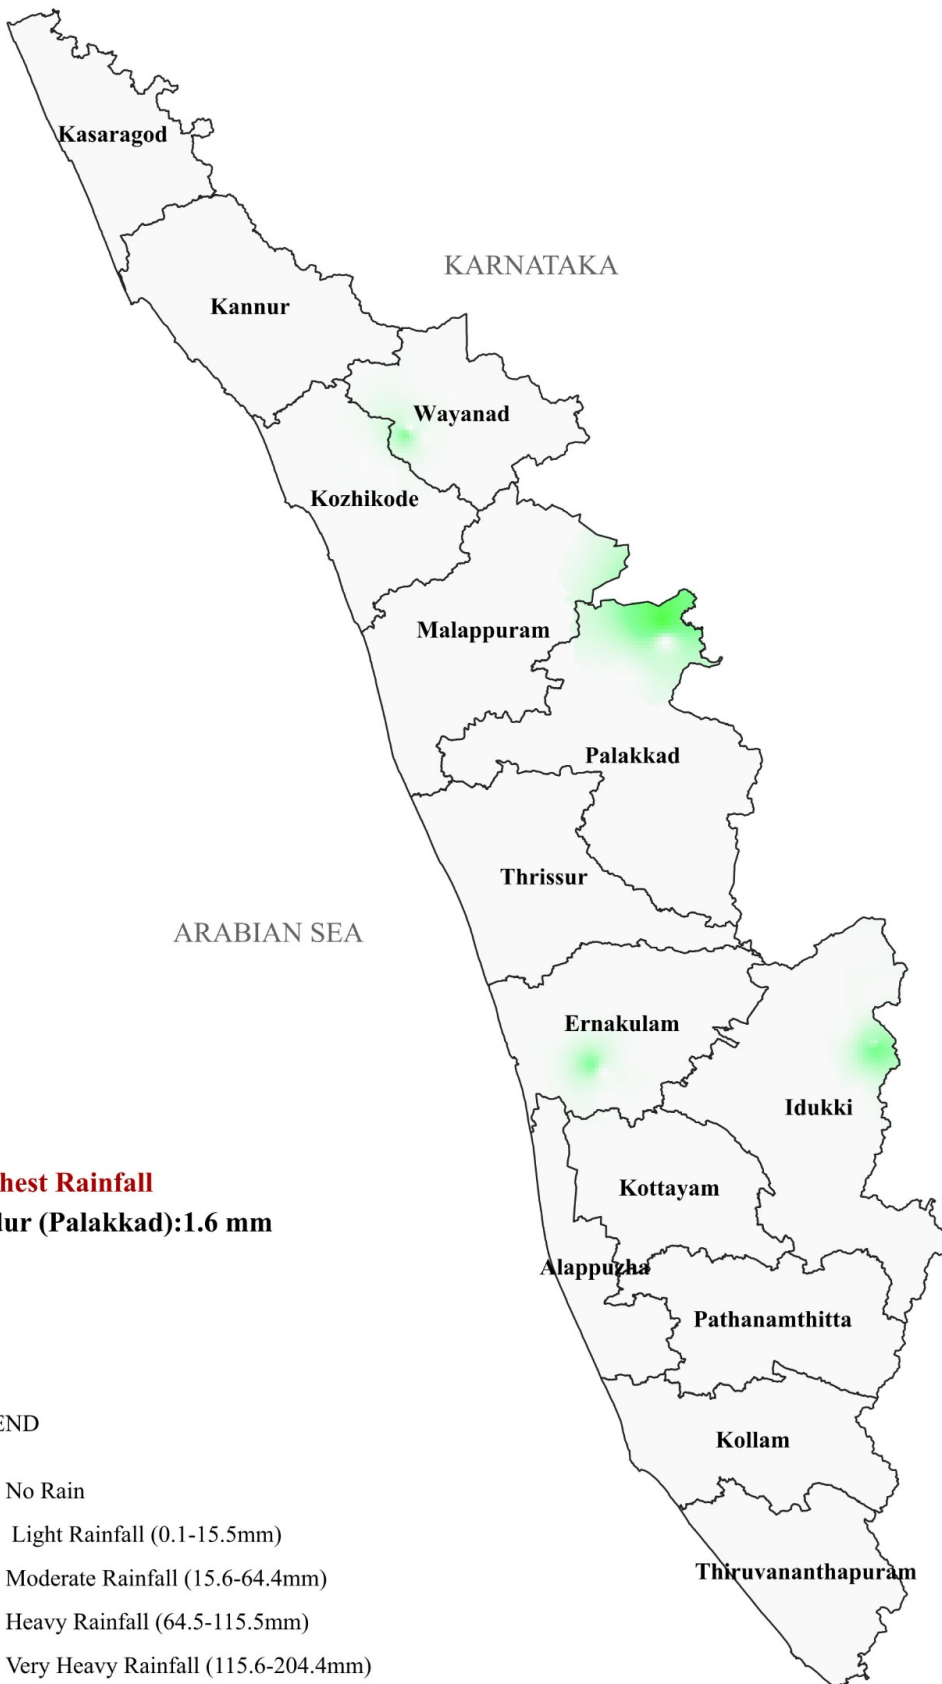 Kasaragod
KARNATAKA
Kannur
Wayanad
Kozhikode
Malappuram
Palakkad
Thrissur
ARABIAN SEA
Ernakulam
Idukki
hest Rainfall
Kottayam
lur (Palakkad):1.6 mm
Alappuzha
Pathanamthitta
END
Kollam
No Rain
Light Rainfall (0.1-15.5mm)
Thiruvananthapuram
Moderate Rainfall (15.6-64.4mm)
Heavy Rainfall (64.5-115.5mm)
Very Heavy Rainfall (115.6-204.4mm)